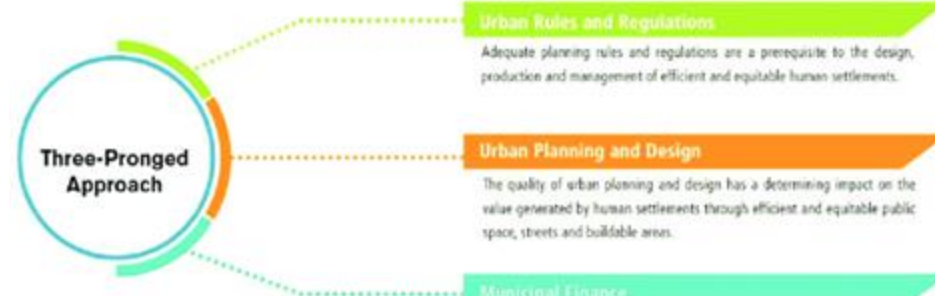 Three-Pronged
Approach
Urban Rules and Regulations
Adequate planning rules and regulations are a prerequisite to the design,
production and management of efficient and equitable human settlements.
Urban Planning and Design
The quality of urban planning and design has a determining impact on the
value generated by human settlements through efficient and equitable public
space, streets and buildable areas.
Municipal Finance